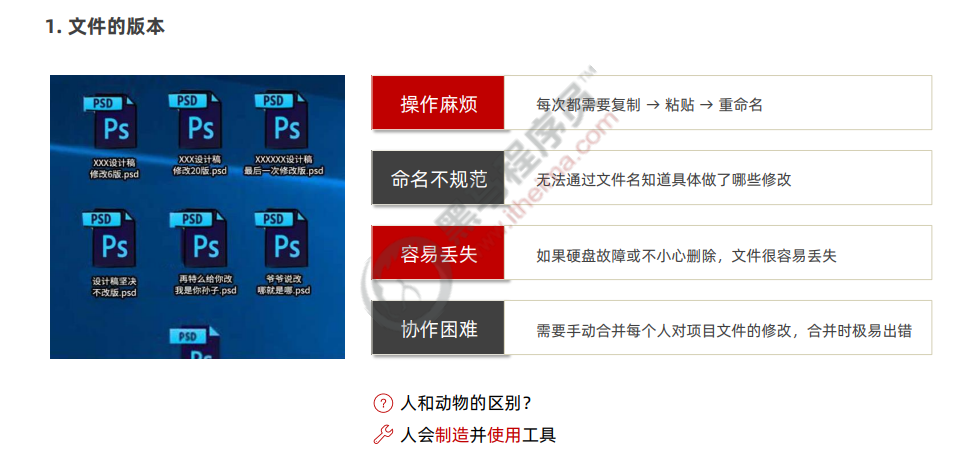 1. 文件的版本
PSD
Ps
XXX设计稿
修改6版.psd
PSD
Ps
XXX设计稿
修改20版.psd
PSD
Ps
XXXXXX设计稿
最后一次修改版.psd
PSD
Ps
设计稿坚决
不改版.psd
PSD
Ps
再特么给你改
我是你孙子.psd
PSD
Ps
爷爷说改
哪就是哪.psd
PSD
操作麻烦
每次都需要复制 → 粘贴 → 重命名
命名不规范
无法通过文件名知道具体做了哪些修改
容易丢失
如果硬盘故障或不小心删除，文件很容易丢失
协作困难
需要手动合并每个人对项目文件的修改，合并时极易出错
黑马程序员™
www.itheima.com
? 人和动物的区别？
人会制造并使用工具